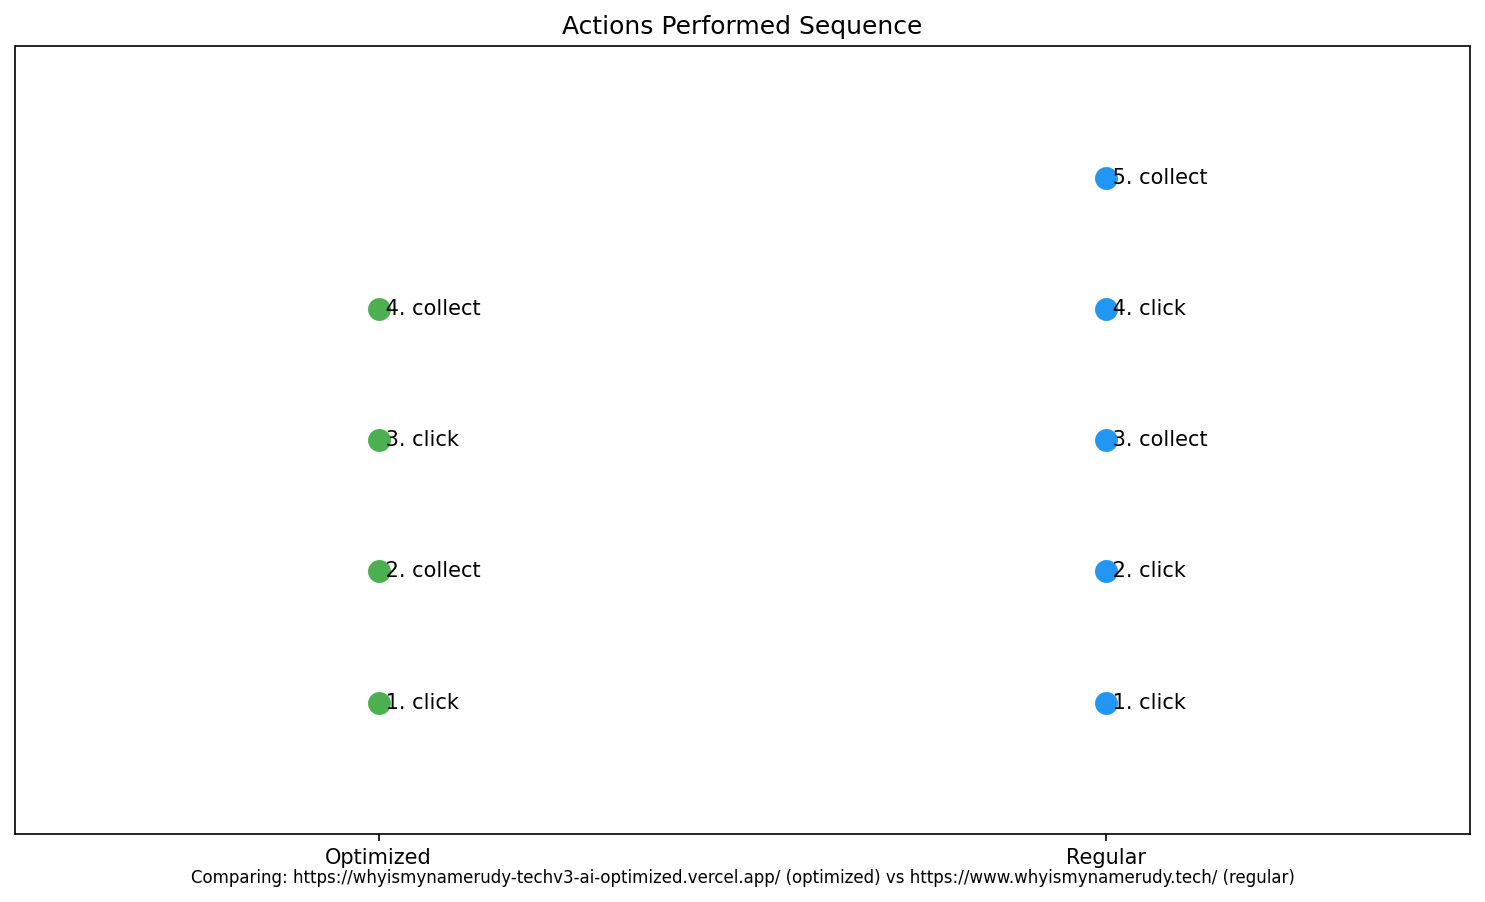 Actions Performed Sequence
5. collect
4. collect
4. click
3. click
3. collect
2. collect
2. click
1. click
1. click
Optimized
Regular
Comparing: https://whyismynamerudy-techv3-ai-optimized.vercel.app/ (optimized) vs https://www.whyismynamerudy.tech/ (regular)